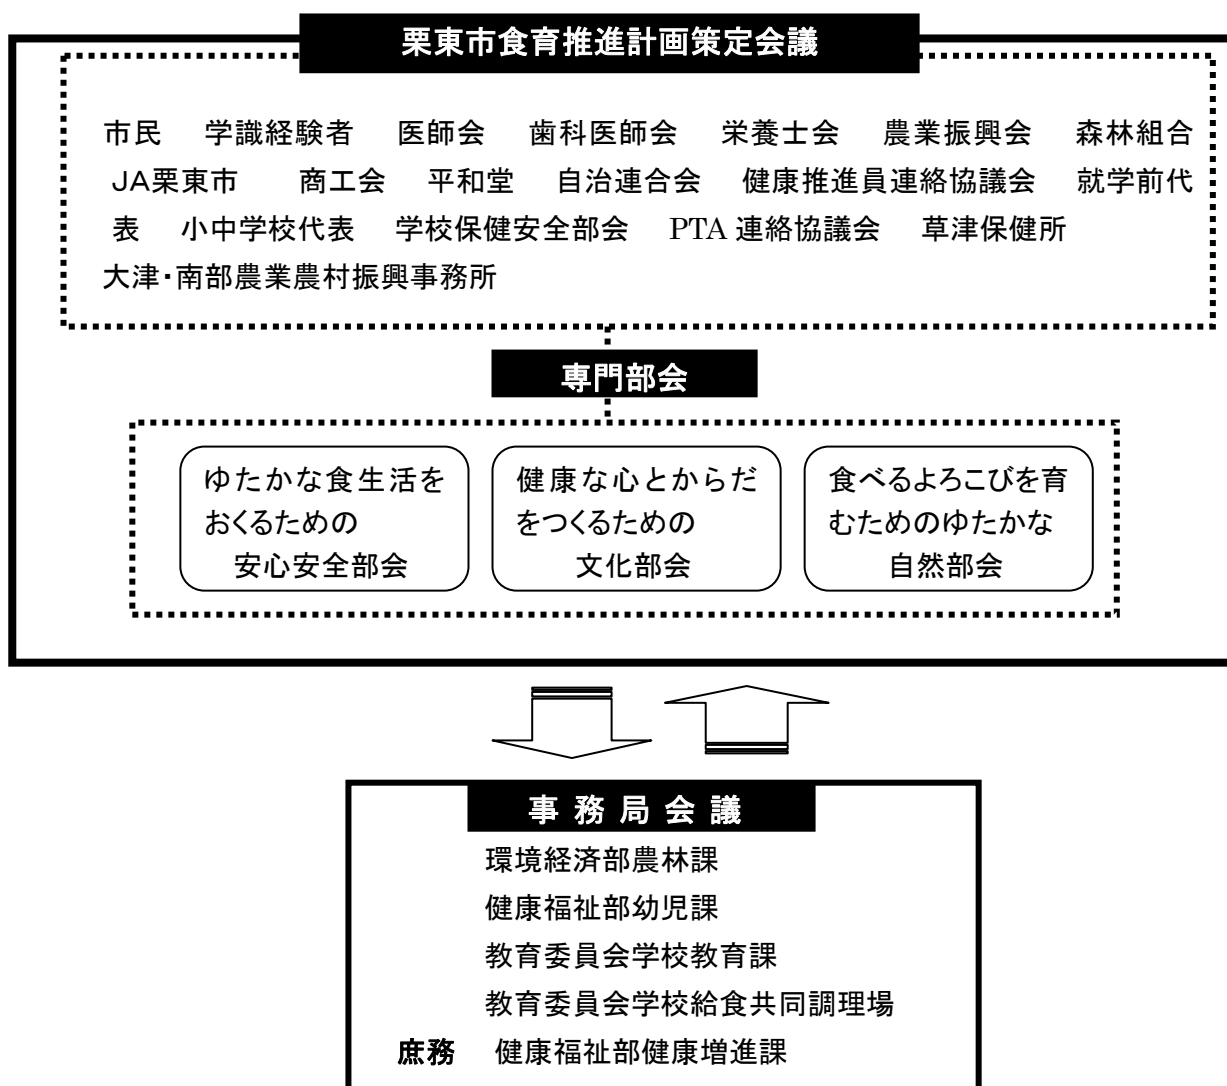 栗東市食育推進計画策定会議
市民 学識経験者 医師会 歯科医師会 栄養士会 農業振興会 森林組合
JA栗東市 商工会 平和堂 自治連合会 健康推進員連絡協議会 就学前代
表 小中学校代表 学校保健安全部会 PTA 連絡協議会 草津保健所
大津・南部農業農村振興事務所
専門部会
ゆたかな食生活を
おくるための
安心安全部会
健康な心とからだ
をつくるための
文化部会
食べるよろこびを育
むためのゆたかな
自然部会
事務局会議
環境経済部農林課
健康福祉部幼児課
教育委員会学校教育課
教育委員会学校給食共同調理場
庶務 健康福祉部健康増進課